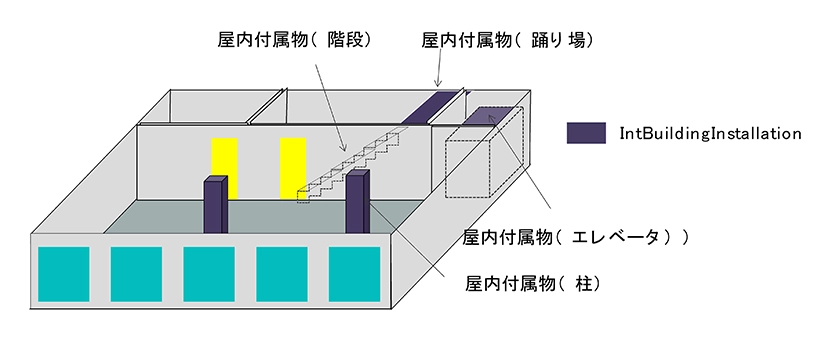 屋内付属物( 階段)
屋内付属物( 踊り場)
IntBuildingInstallation
屋内付属物( エレベータ) )
屋内付属物( 柱)